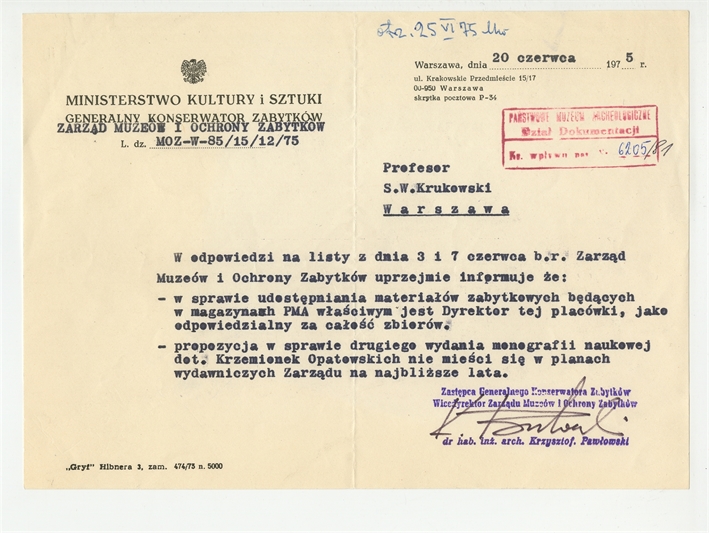 otrz. 25 VI 75
Warszawa, dnia 20 czerwca 1975 r.
ul. Krakowskie Przedmieście 15/17
00-950 Warszawa
skrytka pocztowa P-34
MINISTERSTWO KULTURY i SZTUKI
GENERALNY KONSERWATOR ZABYTKÓW
ZARZĄD MUZEÓW I OCHRONY ZABYTKOW
L. dz. MOZ-W-85/15/12/75
PAŃSTWOWE MUZEUM ARCHEOLOGICZNE
Dział Dokumentacji
Ks. wpływu poz. 6205/81
Profesor
S.W.Krukowski
Warszawa
W odpowiedzi na listy z dnia 3 i 7 czerwca b.r. Zarząd
Muzeów i Ochrony Zabytków uprzejmie informuje że:
- w sprawie udostępniania materiałów zabytkowych będących
w magazynach PMA właściwym jest Dyrektor tej placówki, jako
odpowiedzialny za całość zbiorów.
- propozycja w sprawie drugiego wydania monografii naukowej
dot. Krzemionek Opatowskich nie mieści się w planach
wydawniczych Zarządu na najbliższe lata.
Zastępca Generalnego Konserwatora Zabytków
Wicedyrektor Zarządu Muzeów i Ochrony Zabytków
dr hab. inż. arch. Krzysztof Pawłowski
„Gryf" Hibnera 3, zam. 474/73 n. 5000